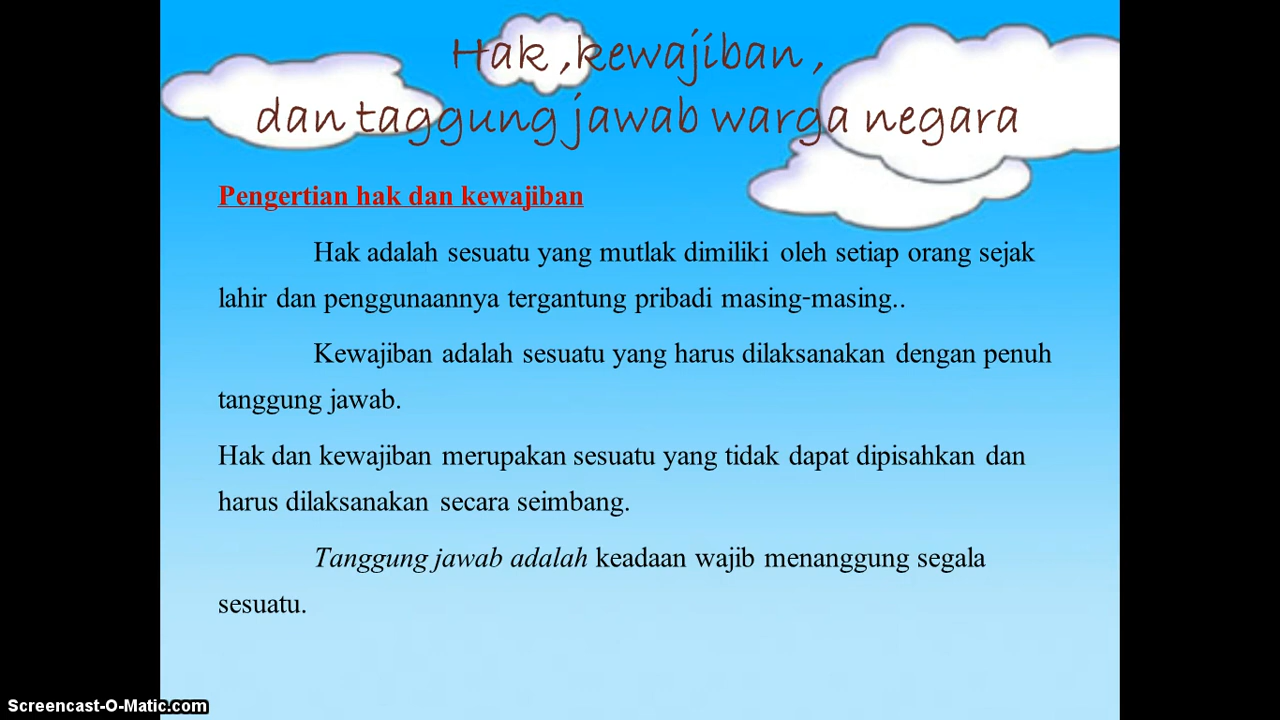 Hak ,kewajiban ,
dan taggung jawab warga negara
Pengertian hak dan kewajiban
Hak adalah sesuatu yang mutlak dimiliki oleh setiap orang sejak
lahir dan penggunaannya tergantung pribadi masing-masing..
Kewajiban adalah sesuatu yang harus dilaksanakan dengan penuh
tanggung jawab.
Hak dan kewajiban merupakan sesuatu yang tidak dapat dipisahkan dan
harus dilaksanakan secara seimbang.
Tanggung jawab adalah keadaan wajib menanggung segala
sesuatu.
Screencast-O-Matic.com